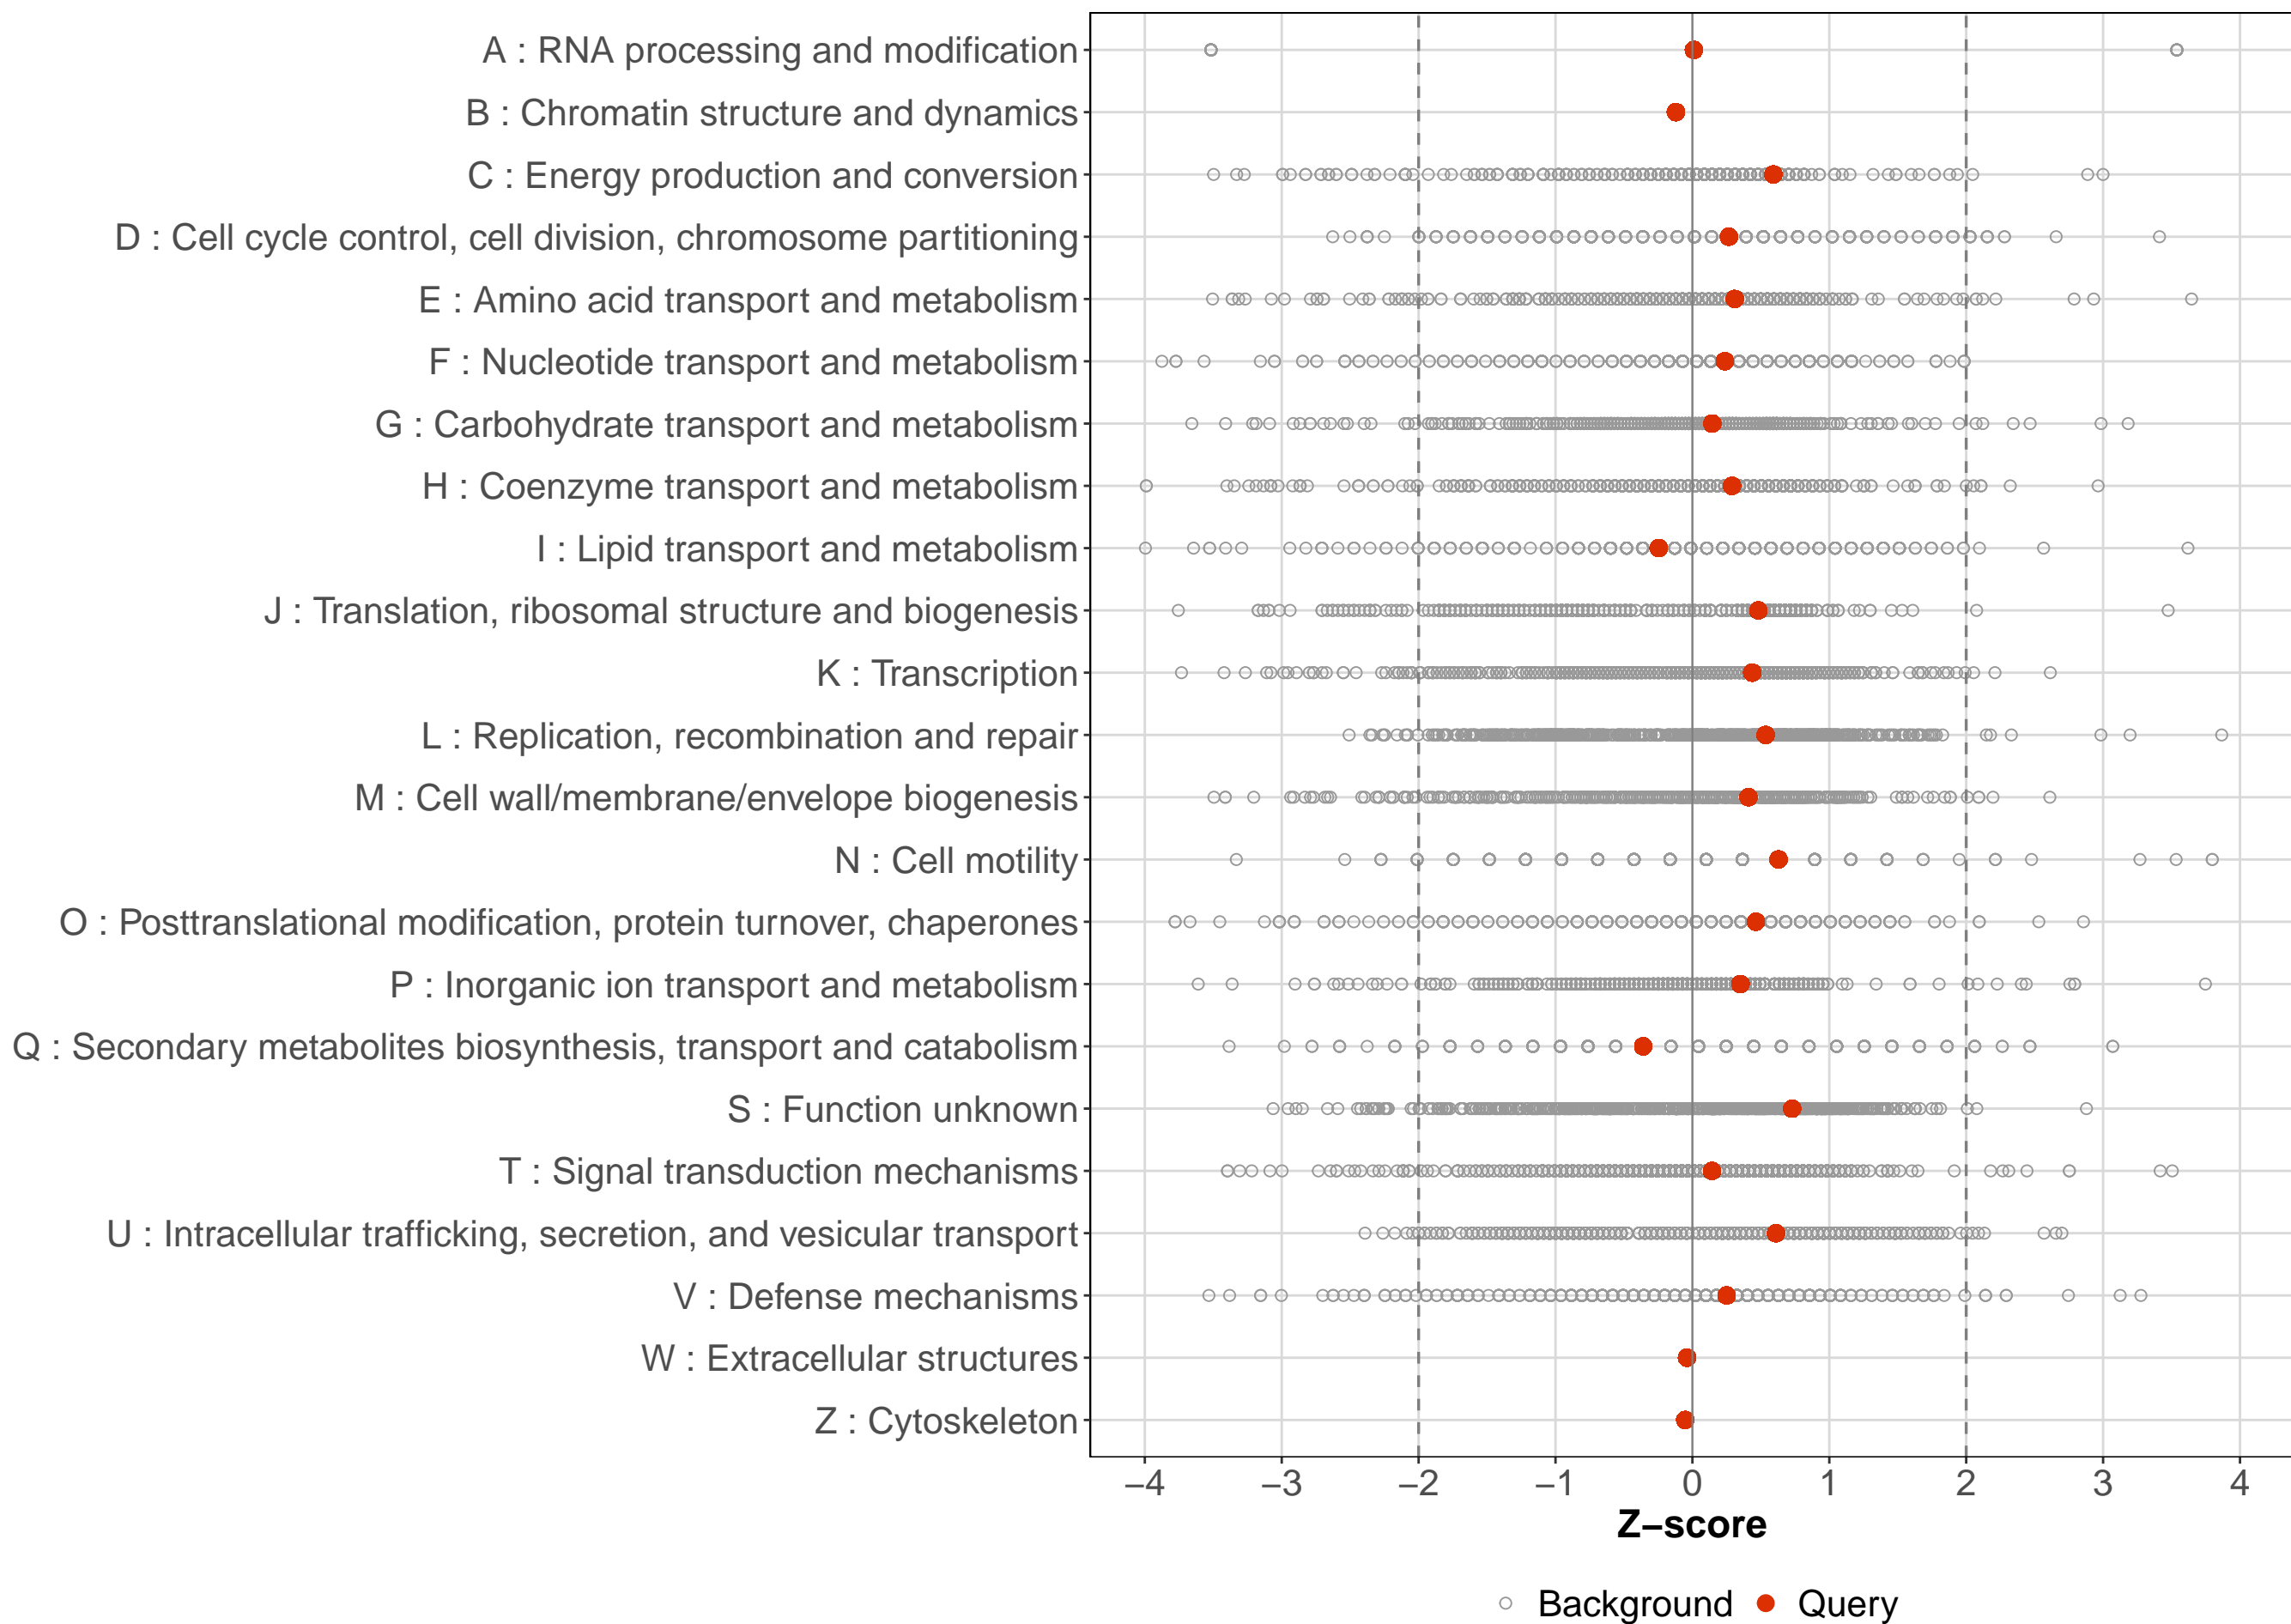 A : RNA processing and modification
B : Chromatin structure and dynamics
C : Energy production and conversion
D : Cell cycle control, cell division, chromosome partitioning
E : Amino acid transport and metabolism
F : Nucleotide transport and metabolism
G : Carbohydrate transport and metabolism
H : Coenzyme transport and metabolism
I : Lipid transport and metabolism
J : Translation, ribosomal structure and biogenesis
K : Transcription
L : Replication, recombination and repair
M : Cell wall/membrane/envelope biogenesis
N : Cell motility
O : Posttranslational modification, protein turnover, chaperones
P : Inorganic ion transport and metabolism
Q : Secondary metabolites biosynthesis, transport and catabolism
S : Function unknown
T : Signal transduction mechanisms
U : Intracellular trafficking, secretion, and vesicular transport
V : Defense mechanisms
W : Extracellular structures
Z : Cytoskeleton
−4 −3 −2 −1 0 1 2 3 4
Z−score
Background Query